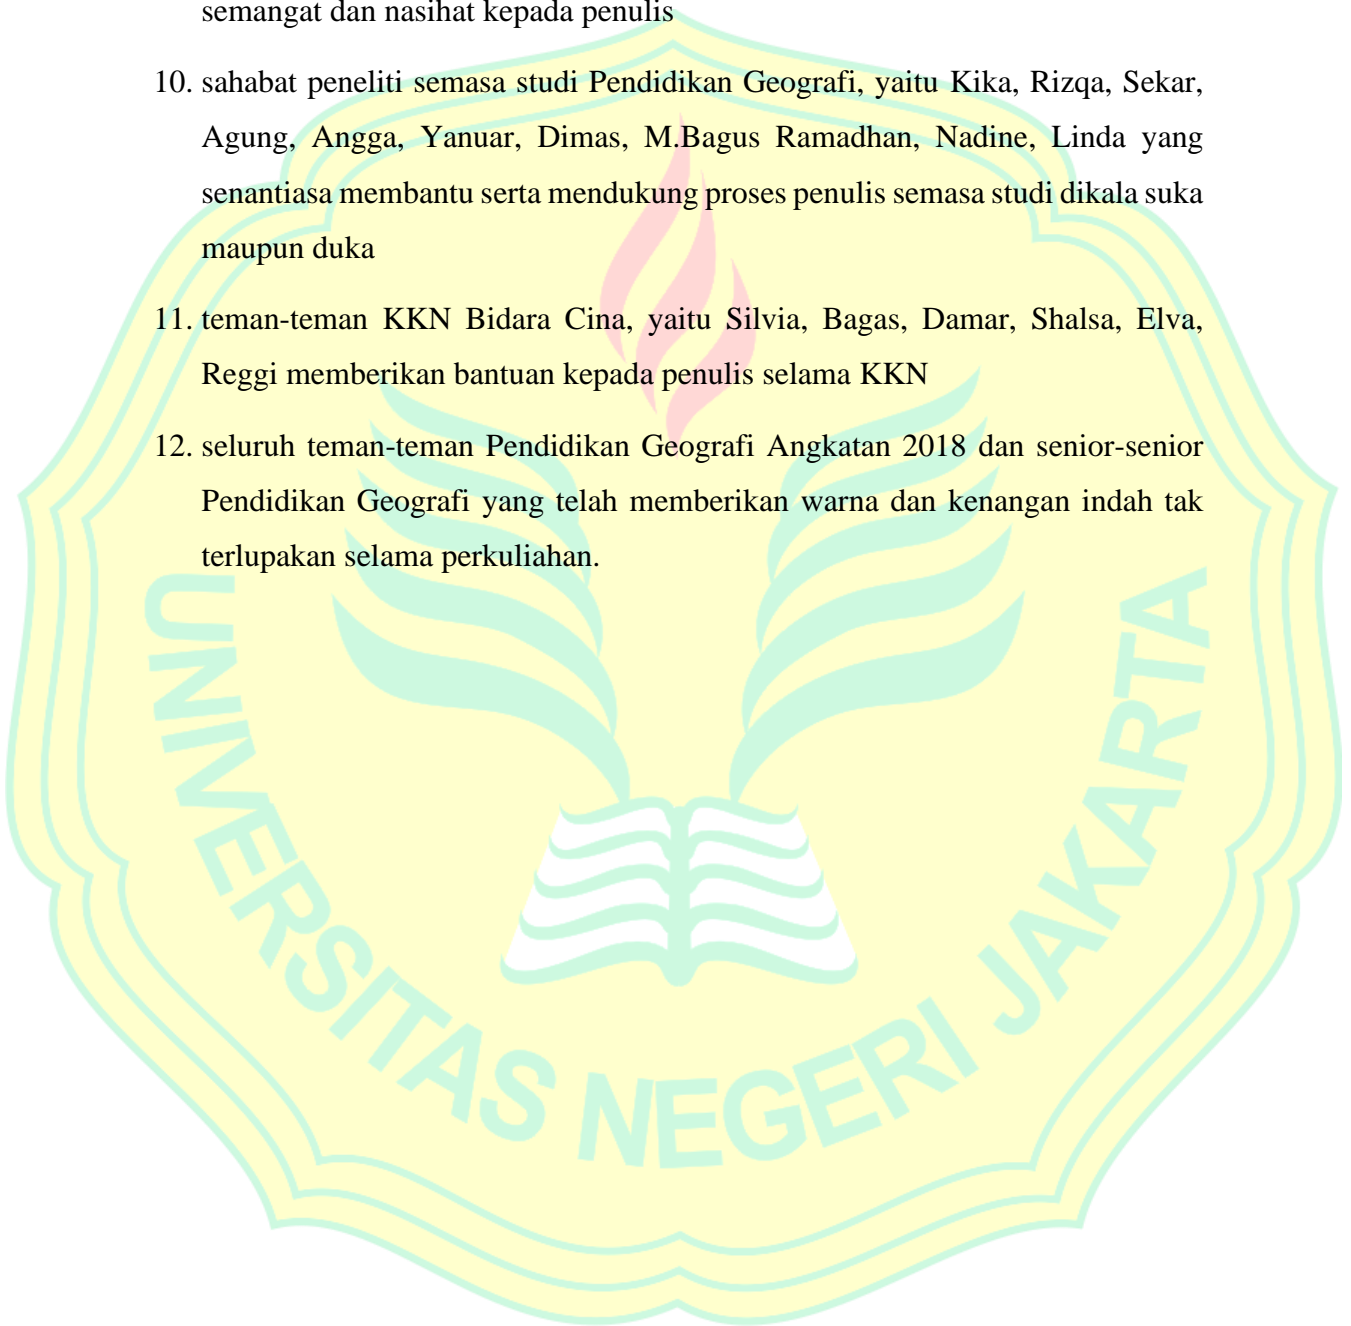 semangat dan nasihat kepada penulis
10. sahabat peneliti semasa studi Pendidikan Geografi, yaitu Kika, Rizqa, Sekar,
Agung, Angga, Yanuar, Dimas, M.Bagus Ramadhan, Nadine, Linda yang
senantiasa membantu serta mendukung proses penulis semasa studi dikala suka
maupun duka
11. teman-teman KKN Bidara Cina, yaitu Silvia, Bagas, Damar, Shalsa, Elva,
Reggi memberikan bantuan kepada penulis selama KKN
12. seluruh teman-teman Pendidikan Geografi Angkatan 2018 dan senior-senior
Pendidikan Geografi yang telah memberikan warna dan kenangan indah tak
terlupakan selama perkuliahan.
UNIVERSITAS NEGERI JAKARTA